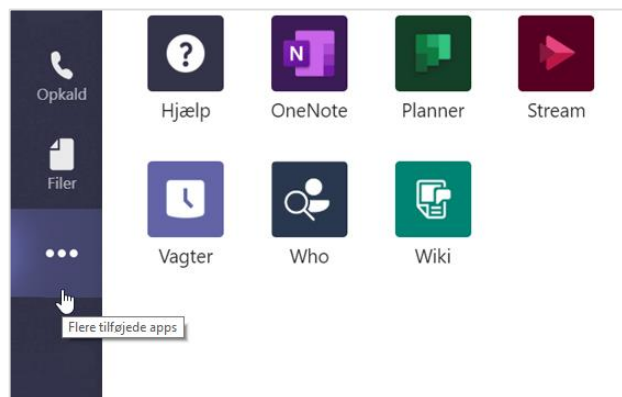 Opkald
Filer
Flere tilføjede apps
?
Hjælp
N
OneNote
Planner
Stream
Vagter
Who
Wiki